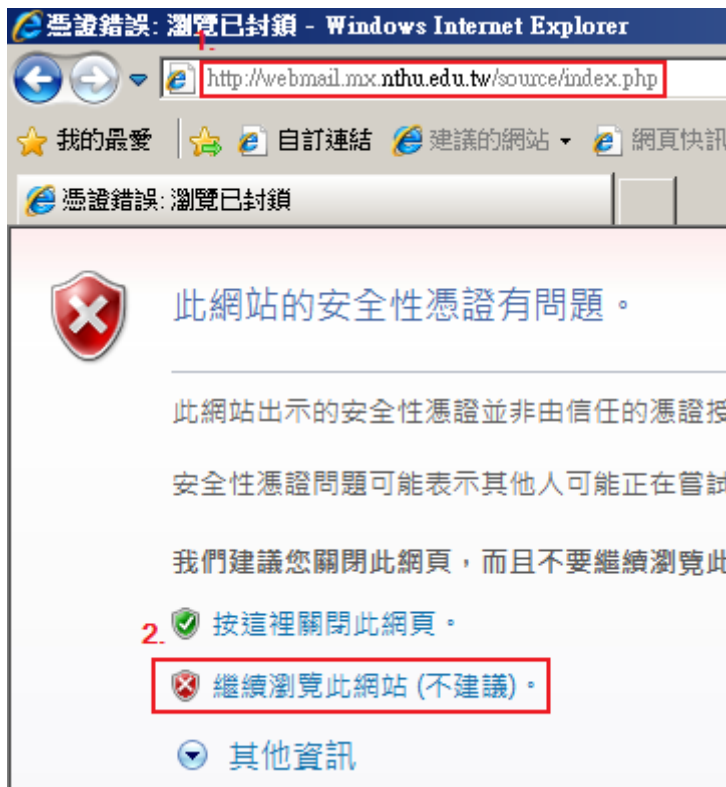 憑證錯誤: 瀏覽已封鎖 - Windows Internet Explorer
1.
http://webmail.mx.nthu.edu.tw/source/index.php
我的最愛 自訂連結 建議的網站 網頁快訊
憑證錯誤: 瀏覽已封鎖
此網站的安全性憑證有問題。
此網站出示的安全性憑證並非由信任的憑證授
安全性憑證問題可能表示其他人可能正在嘗試
我們建議您關閉此網頁，而且不要繼續瀏覽此
2. 按這裡關閉此網頁。
繼續瀏覽此網站 (不建議)。
其他資訊